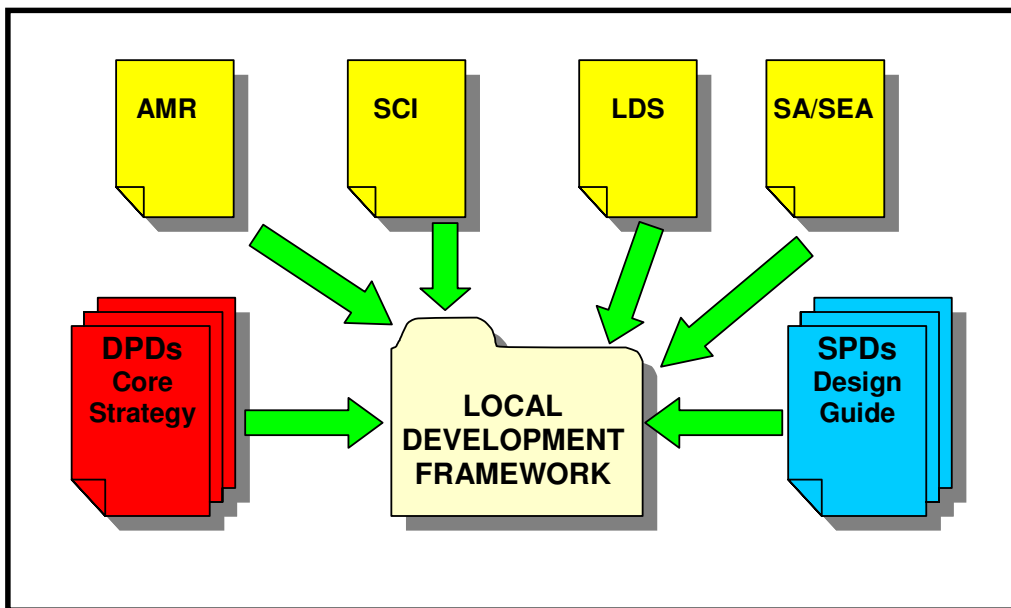 AMR
SCI
LDS
SA/SEA
DPDs
Core
Strategy
LOCAL
DEVELOPMENT
FRAMEWORK
SPDs
Design
Guide